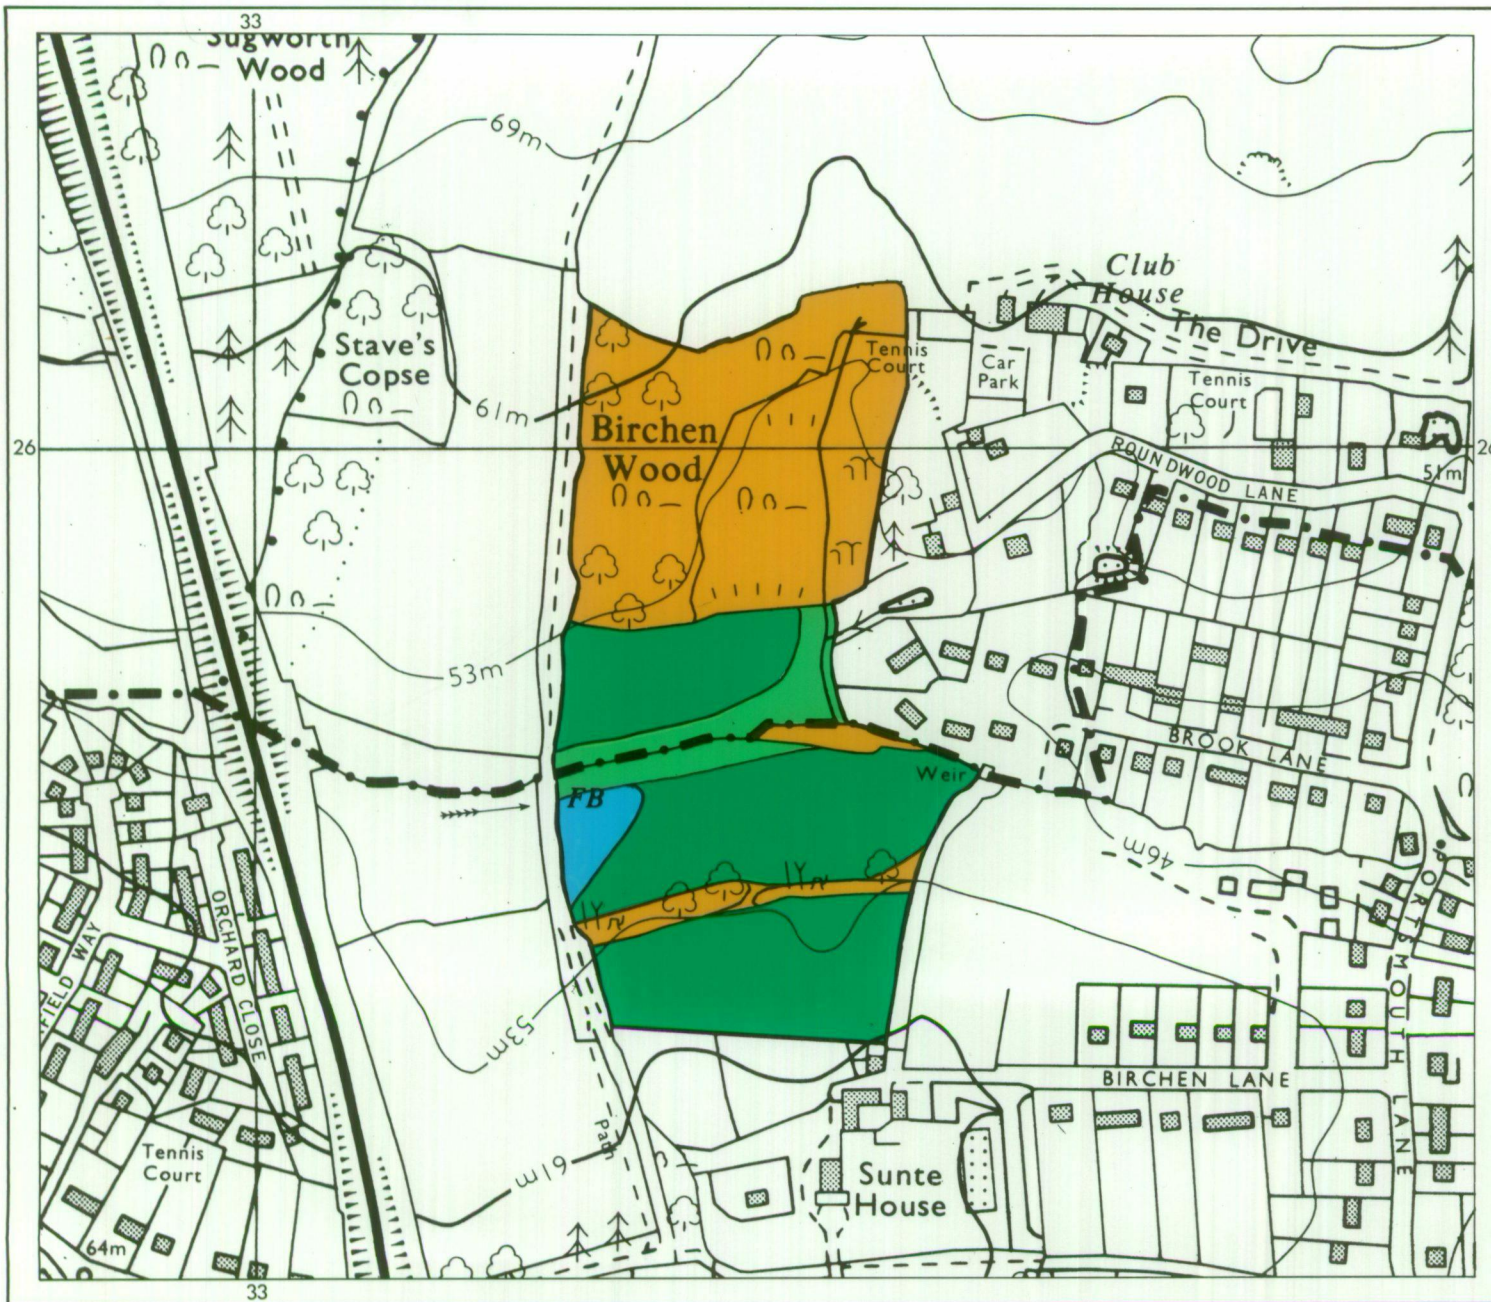 33
Sugworth
Wood
69m
Club
House
The Drive
Stave's
Copse
61m
Tennis
Court
Car
Park
Tennis
Court
Birchen
Wood
26
26
ROUNDWOOD LANE
51m
53m
BROOK LANE
Weir
FB
46m
ORCHARD CLOSE
FIELD WAY
PORTSMOUTH LANE
53m
BIRCHEN LANE
Path
61m
Tennis
Court
Sunte
House
64m
33